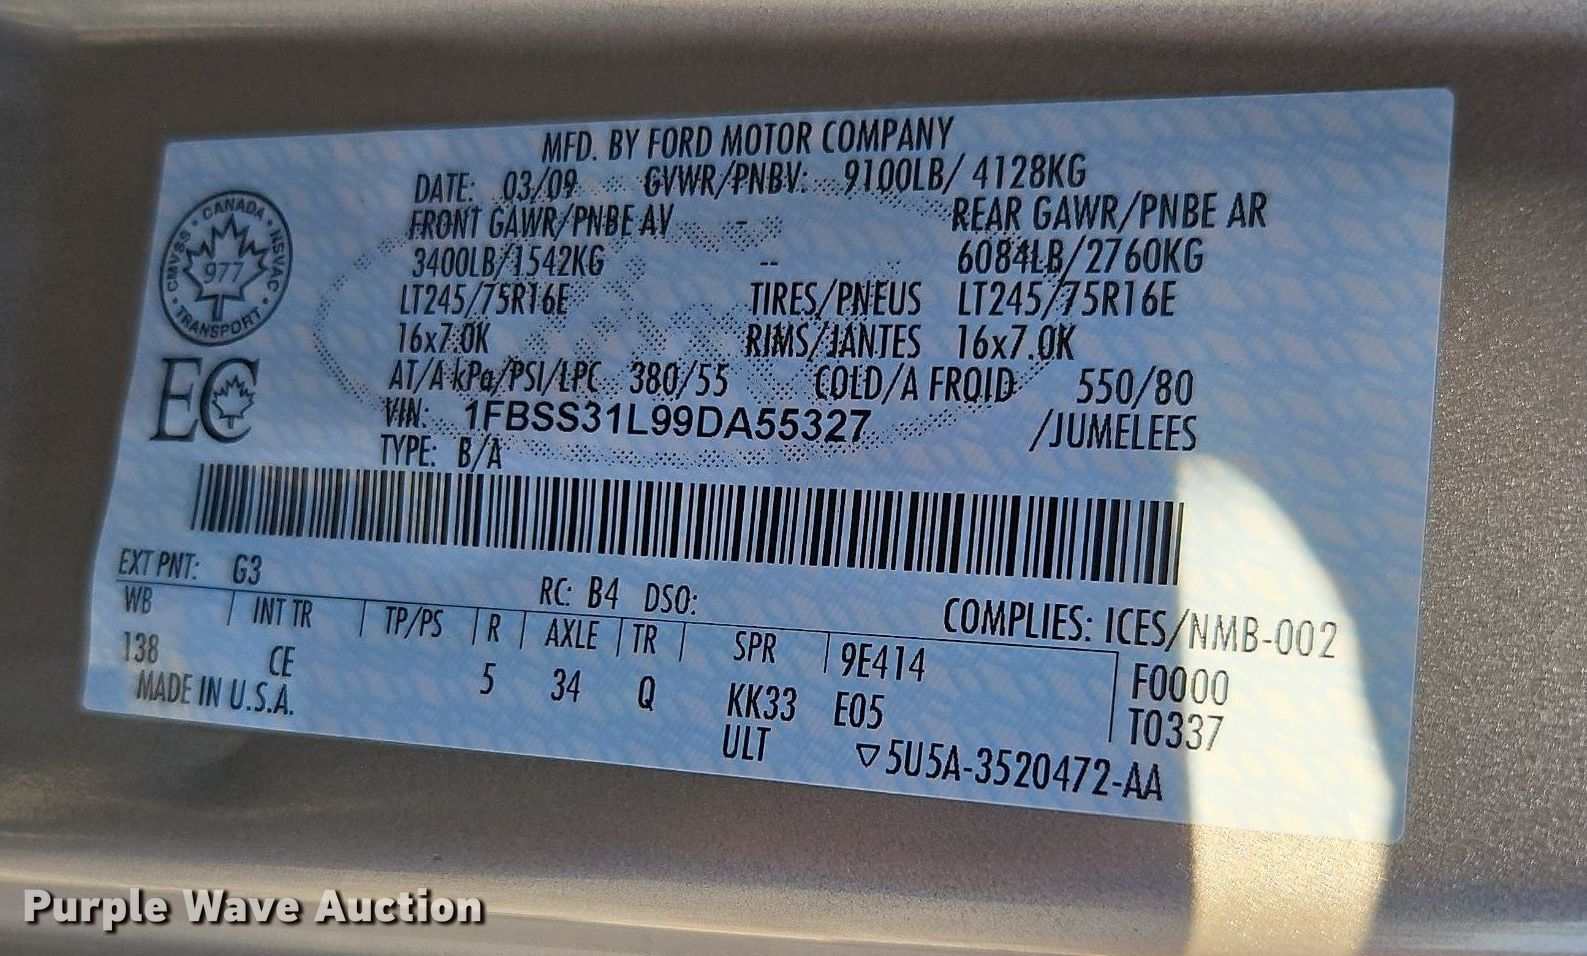 MFD. BY FORD MOTOR COMPANY
DATE: 03/09 GVWR/PNBV: 9100LB/ 4128KG
FRONT GAWR/PNBE AV - REAR GAWR/PNBE AR
3400LB/1542KG -- 6084LB/2760KG
LT245/75R16E TIRES/PNEUS LT245/75R16E
16x7.0K RIMS/JANTES 16x7.0K
AT/A kPa/PSI/LPC 380/55 COLD/A FROID 550/80
VIN: 1FBSS31L99DA55327 /JUMELEES
TYPE: B/A
CANADA
CMVSS NSVAC
977
TRANSPORT
EC
EXT PNT: G3 RC: B4 DSO:
COMPLIES: ICES/NMB-002
WB | INT TR | TP/PS | R | AXLE | TR | SPR | 9E414 F0000
138 CE 5 34 Q KK33 E05 T0337
MADE IN U.S.A. ULT ▽5U5A-3520472-AA
Purple Wave Auction